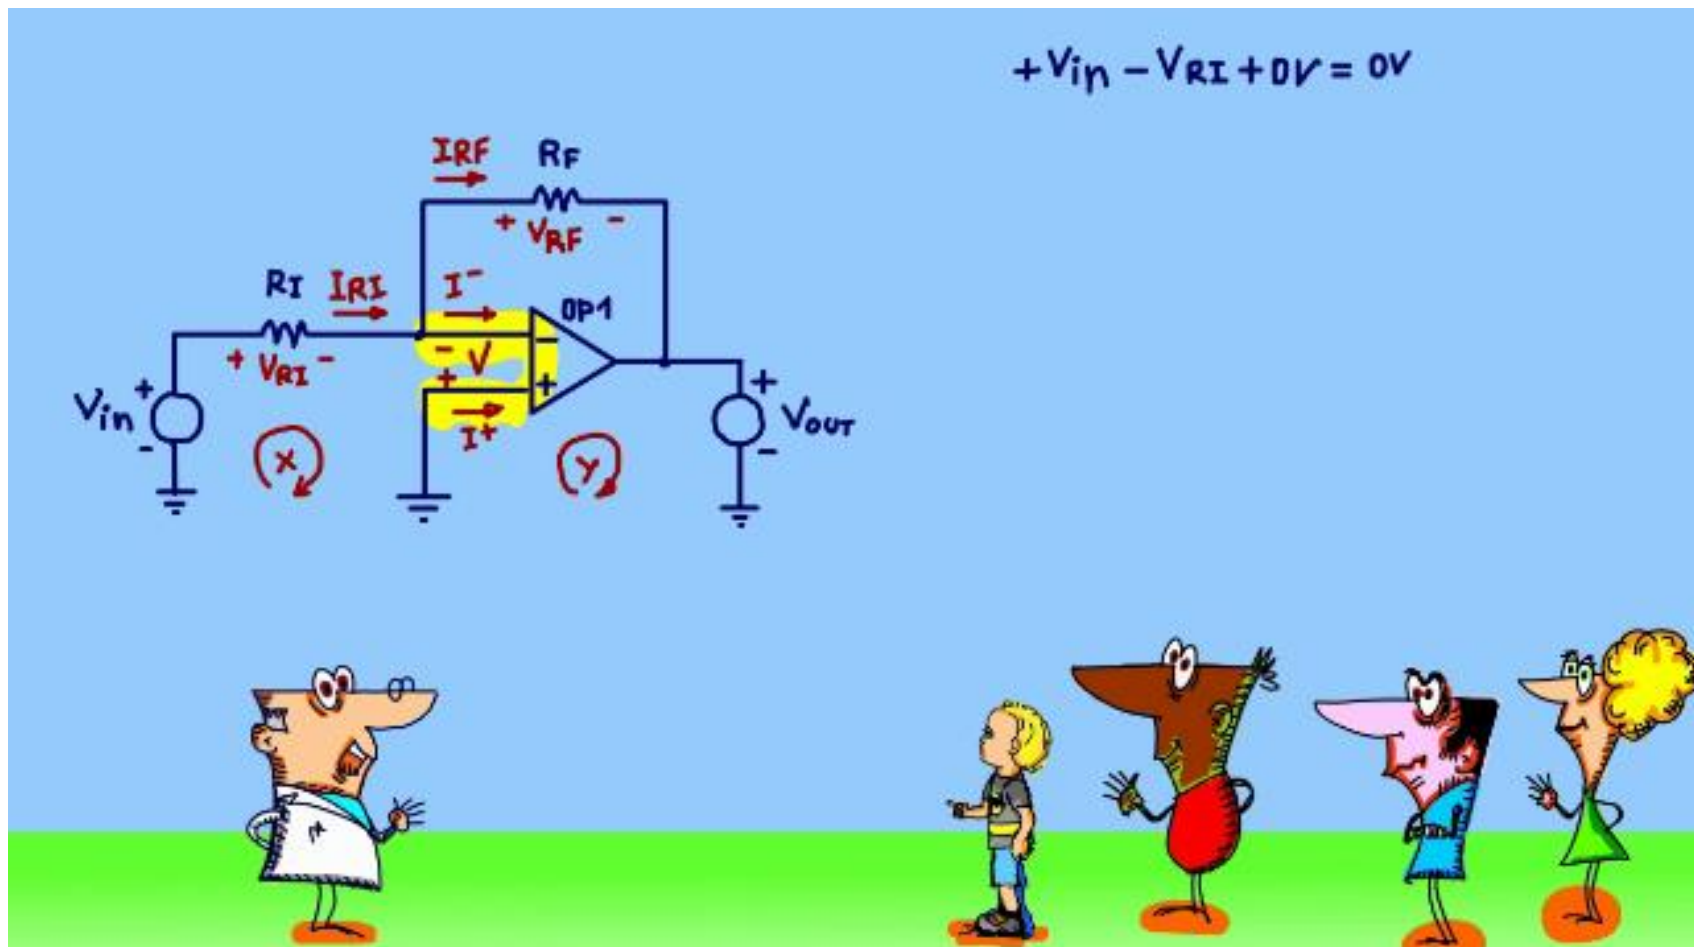 +Vin - VRI + 0V = 0V
IRF RF
+ VRF -
RI IRI I⁻ OP1
+ VRI - - V -
+ +
Vin + - I⁺ + VOUT -
X Y